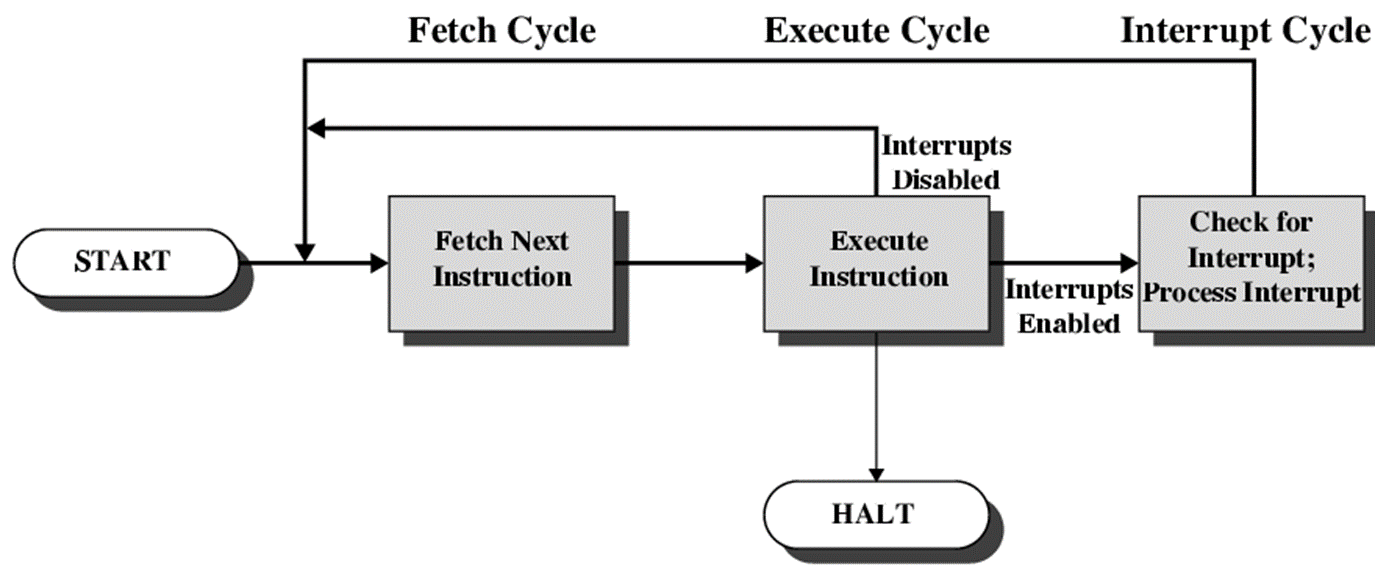 Fetch Cycle
Execute Cycle
Interrupt Cycle
Interrupts
Disabled
START
Fetch Next
Instruction
Execute
Instruction
Interrupts
Enabled
Check for
Interrupt;
Process Interrupt
HALT